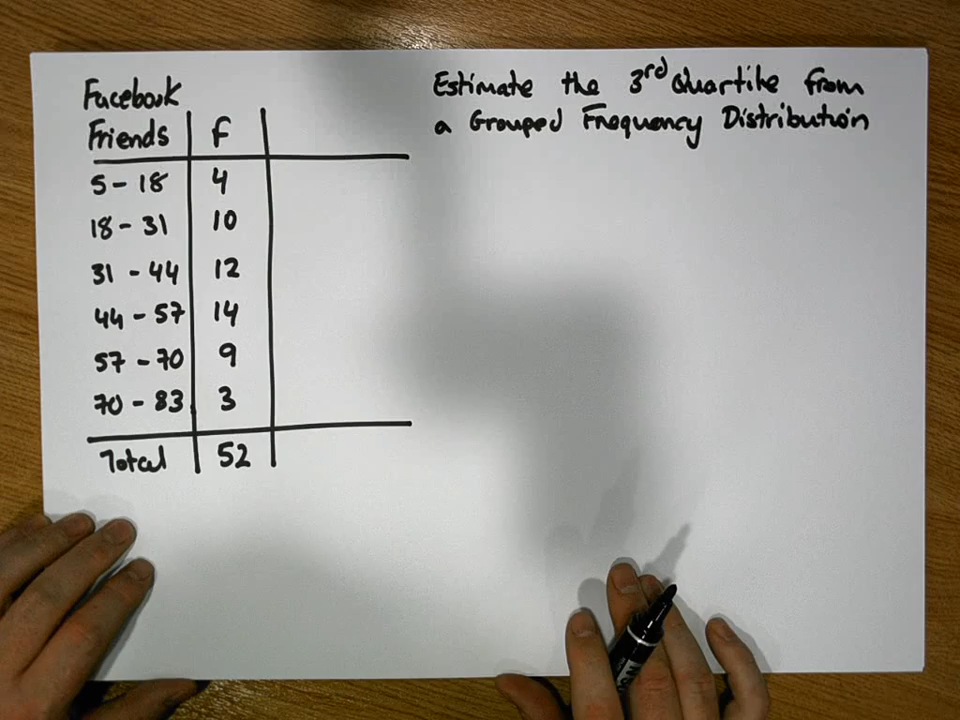 Facebook
Friends F
5 - 18 4
18 - 31 10
31 - 44 12
44 - 57 14
57 - 70 9
70 - 83 3
Total 52
Estimate the 3rd Quartile from
a Grouped Frequency Distribution